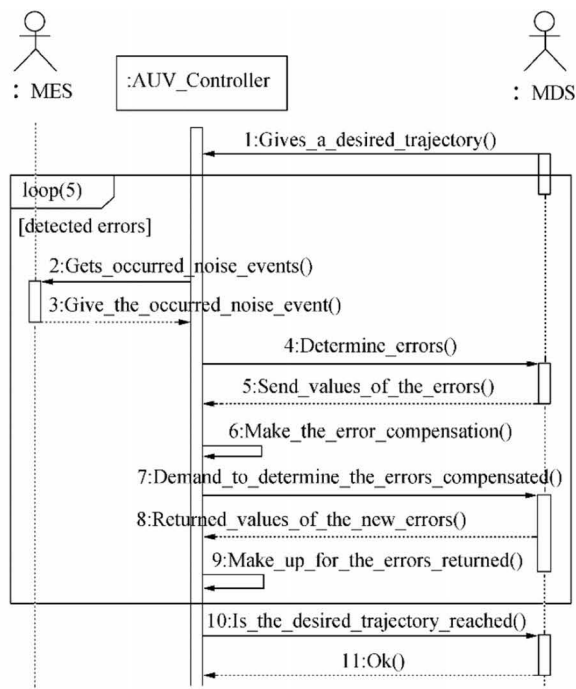 :AUV_Controller
: MES
: MDS
1:Gives_a_desired_trajectory()
loop(5)
[detected errors]
2:Gets_occurred_noise_events()
3:Give_the_occurred_noise_event()
4:Determine_errors()
5:Send_values_of_the_errors()
6:Make_the_error_compensation()
7:Demand_to_determine_the_errors_compensated()
8:Returned_values_of_the_new_errors()
9:Make_up_for_the_errors_returned()
10:Is_the_desired_trajectory_reached()
11:Ok()